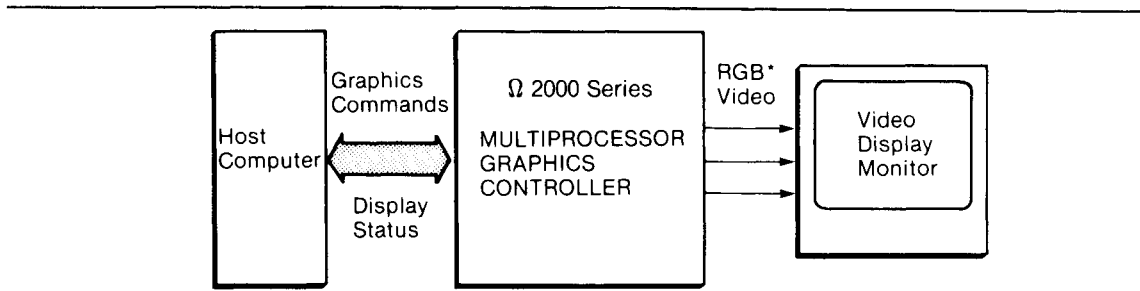 Host
Computer
Graphics
Commands
Display
Status
Ω 2000 Series
MULTIPROCESSOR
GRAPHICS
CONTROLLER
RGB*
Video
Video
Display
Monitor